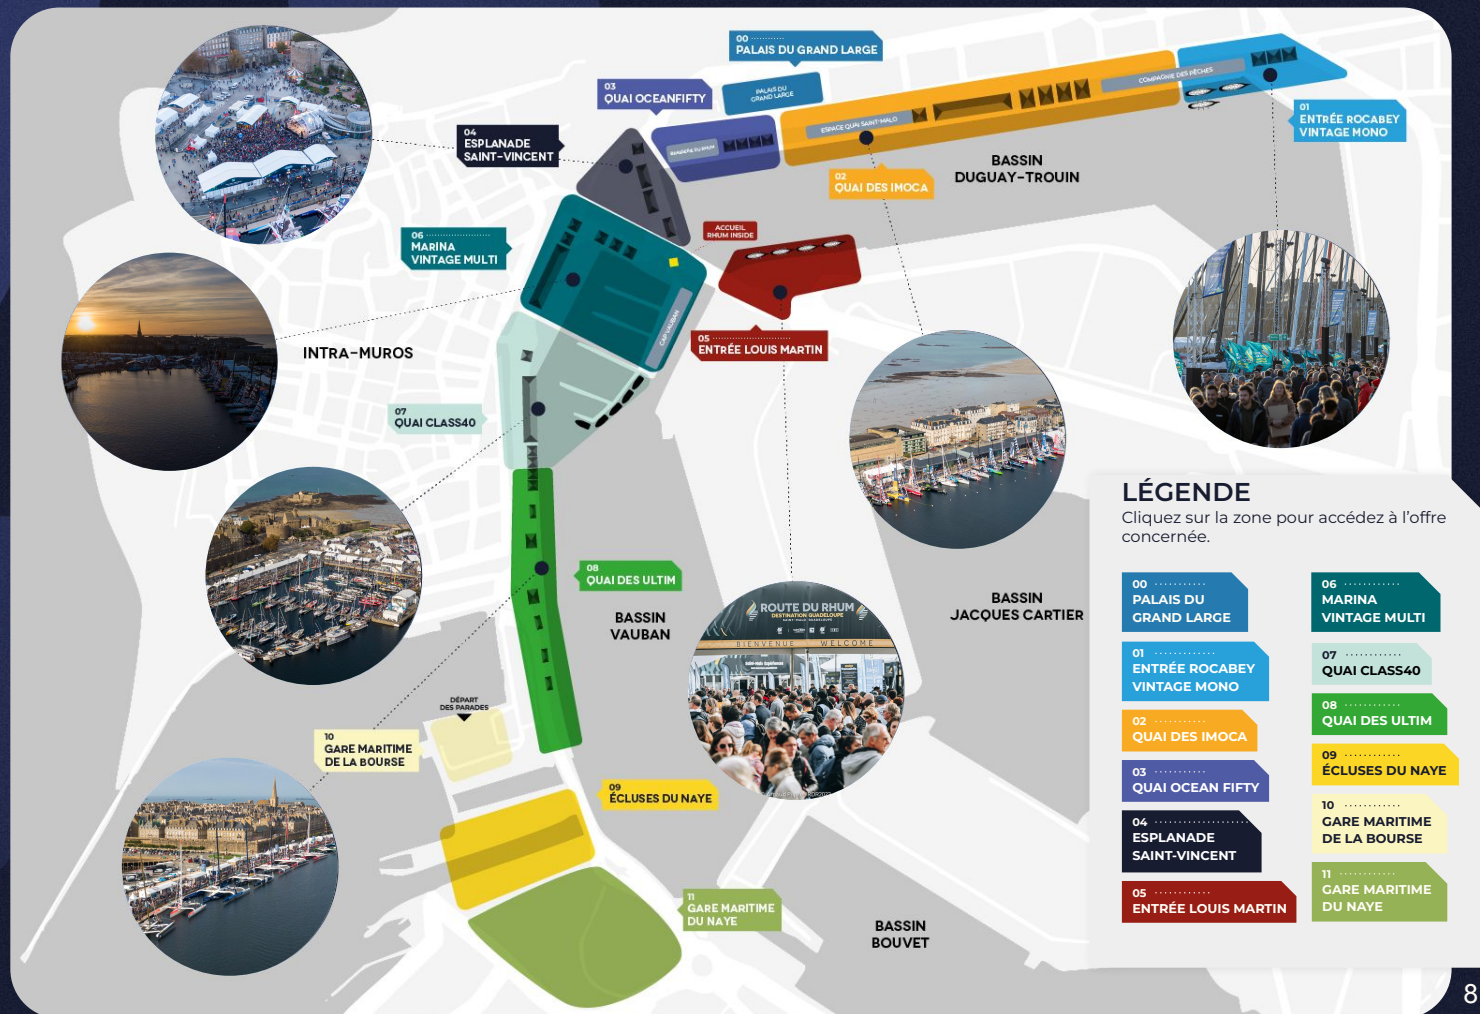 00
PALAIS DU GRAND LARGE
03
QUAI OCEANFIFTY
PALAIS DU
GRAND LARGE
COMPAGNIE DES PÊCHES
01
ENTRÉE ROCABEY
VINTAGE MONO
04
ESPLANADE
SAINT-VINCENT
ESPACE QUAI SAINT-MALO
BASSIN
DUGUAY-TROUIN
02
QUAI DES IMOCA
06
MARINA
VINTAGE MULTI
ACCUEIL
RHUM INSIDE
CAP VAUBAN
05
ENTRÉE LOUIS MARTIN
INTRA-MUROS
07
QUAI CLASS40
08
QUAI DES ULTIM
BASSIN
VAUBAN
BASSIN
JACQUES CARTIER
ROUTE DU RHUM
DESTINATION GUADELOUPE
BIENVENUE WELCOME
DÉPART
DES PARADES
10
GARE MARITIME
DE LA BOURSE
09
ÉCLUSES DU NAYE
11
GARE MARITIME
DU NAYE
BASSIN
BOUVET
LÉGENDE
Cliquez sur la zone pour accédez à l'offre
concernée.
00
PALAIS DU
GRAND LARGE
01
ENTRÉE ROCABEY
VINTAGE MONO
02
QUAI DES IMOCA
03
QUAI OCEAN FIFTY
04
ESPLANADE
SAINT-VINCENT
05
ENTRÉE LOUIS MARTIN
06
MARINA
VINTAGE MULTI
07
QUAI CLASS40
08
QUAI DES ULTIM
09
ÉCLUSES DU NAYE
10
GARE MARITIME
DE LA BOURSE
11
GARE MARITIME
DU NAYE
8